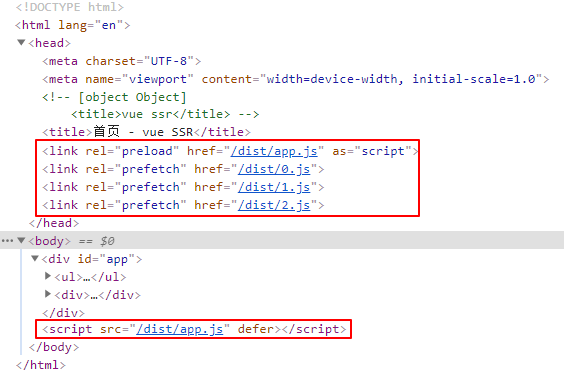 <!DOCTYPE html>
<html lang="en">
▼<head>
<meta charset="UTF-8">
<meta name="viewport" content="width=device-width, initial-scale=1.0">
<!-- [object Object]
<title>vue ssr</title> -->
<title>首页 - vue SSR</title>
<link rel="preload" href="/dist/app.js" as="script">
<link rel="prefetch" href="/dist/0.js">
<link rel="prefetch" href="/dist/1.js">
<link rel="prefetch" href="/dist/2.js">
</head>
…▼<body> == $0
▼<div id="app">
▶<ul>…</ul>
▶<div>…</div>
</div>
<script src="/dist/app.js" defer></script>
</body>
</html>